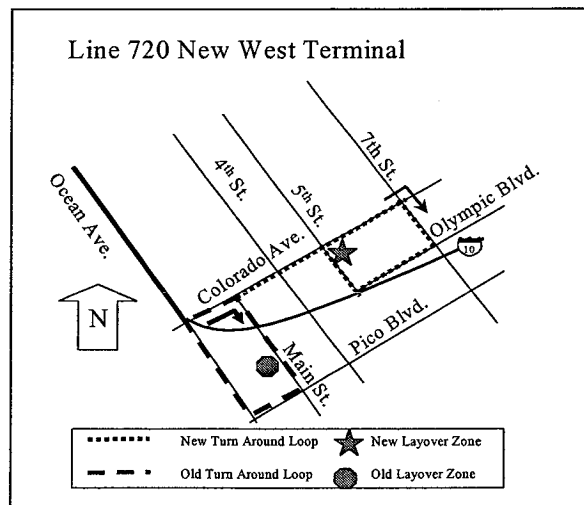 Line 720 New West Terminal
7th St.
4th St.
5th St.
Ocean Ave.
Olympic Blvd.
Colorado Ave.
10
N
Main St.
Pico Blvd.
New Turn Around Loop
New Layover Zone
Old Turn Around Loop
Old Layover Zone